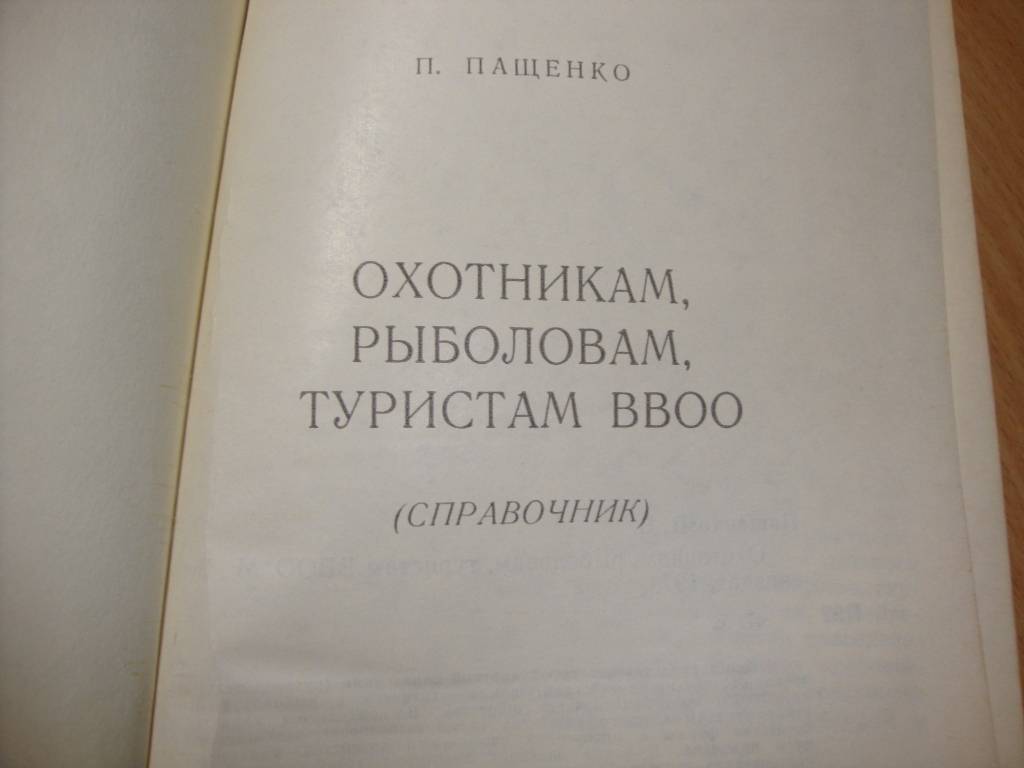 П. ПАЩЕНКО
ОХОТНИКАМ,
РЫБОЛОВАМ,
ТУРИСТАМ ВВОО
(СПРАВОЧНИК)